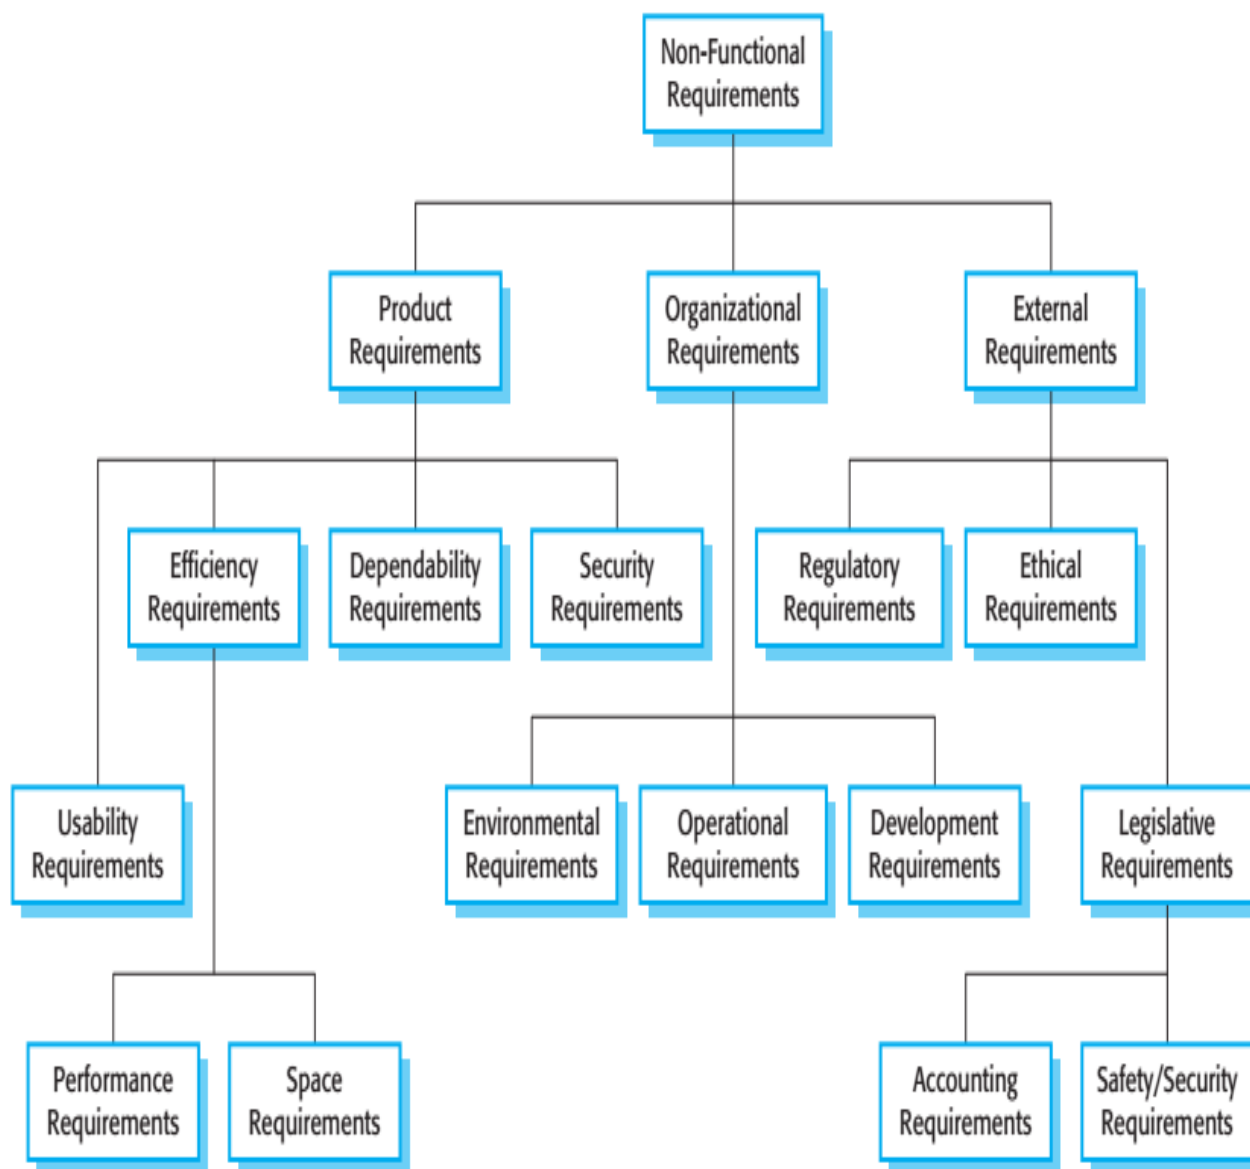 Non-Functional
Requirements
Product
Requirements
Organizational
Requirements
External
Requirements
Efficiency
Requirements
Dependability
Requirements
Security
Requirements
Regulatory
Requirements
Ethical
Requirements
Usability
Requirements
Environmental
Requirements
Operational
Requirements
Development
Requirements
Legislative
Requirements
Performance
Requirements
Space
Requirements
Accounting
Requirements
Safety/Security
Requirements